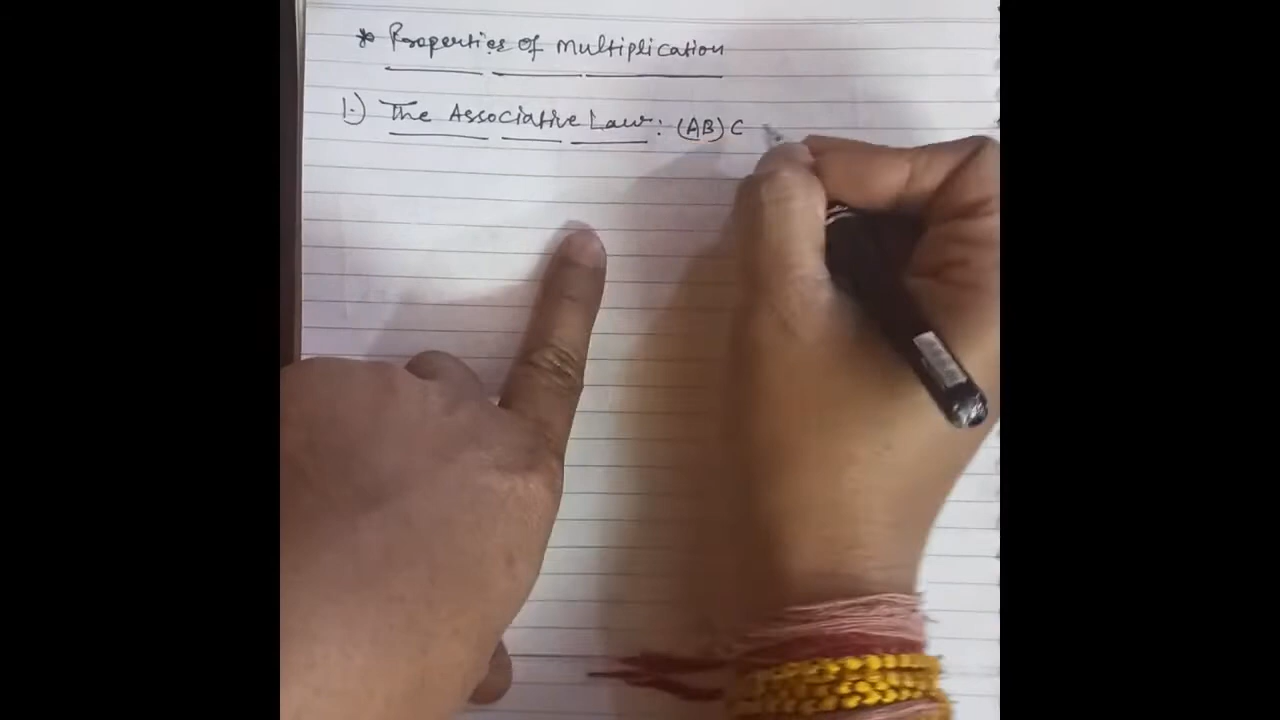 * Properties of Multiplication
1.) The Associative Law: (AB) C